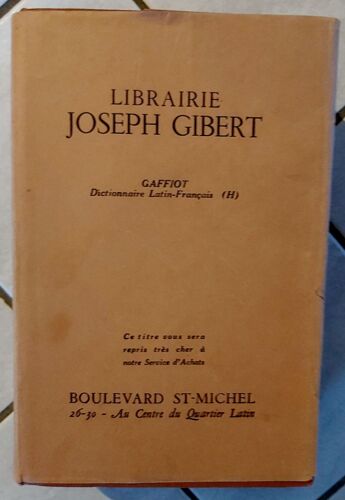 LIBRAIRIE
JOSEPH GIBERT
GAFFIOT
Dictionnaire Latin-Français (H)
Ce titre vous sera
repris très cher à
notre Service d'Achats
BOULEVARD ST-MICHEL
26-30 - Au Centre du Quartier Latin